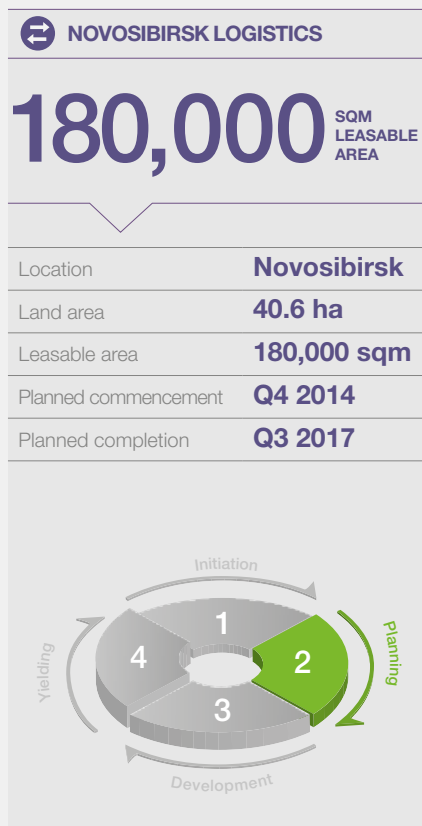 NOVOSIBIRSK LOGISTICS
180,000
SQM
LEASABLE
AREA
Location Novosibirsk
Land area 40.6 ha
Leasable area 180,000 sqm
Planned commencement Q4 2014
Planned completion Q3 2017
Initiation
1
Planning
2
4
Yielding
3
Development